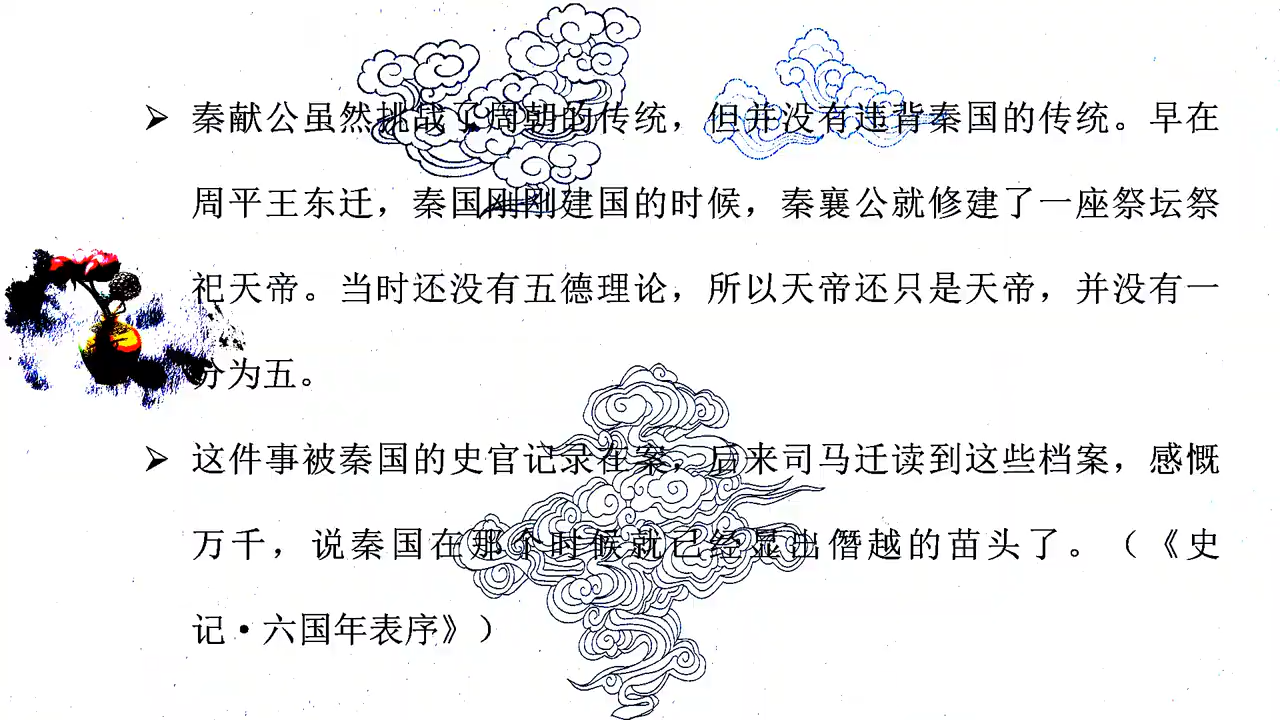 ➢ 秦献公虽然挑战了周朝的传统，但并没有违背秦国的传统。早在
周平王东迁，秦国刚刚建国的时候，秦襄公就修建了一座祭坛祭
祀天帝。当时还没有五德理论，所以天帝还只是天帝，并没有一
分为五。
➢ 这件事被秦国的史官记录在案，后来司马迁读到这些档案，感慨
万千，说秦国在那个时候就已经显出僭越的苗头了。（《史
记·六国年表序》）